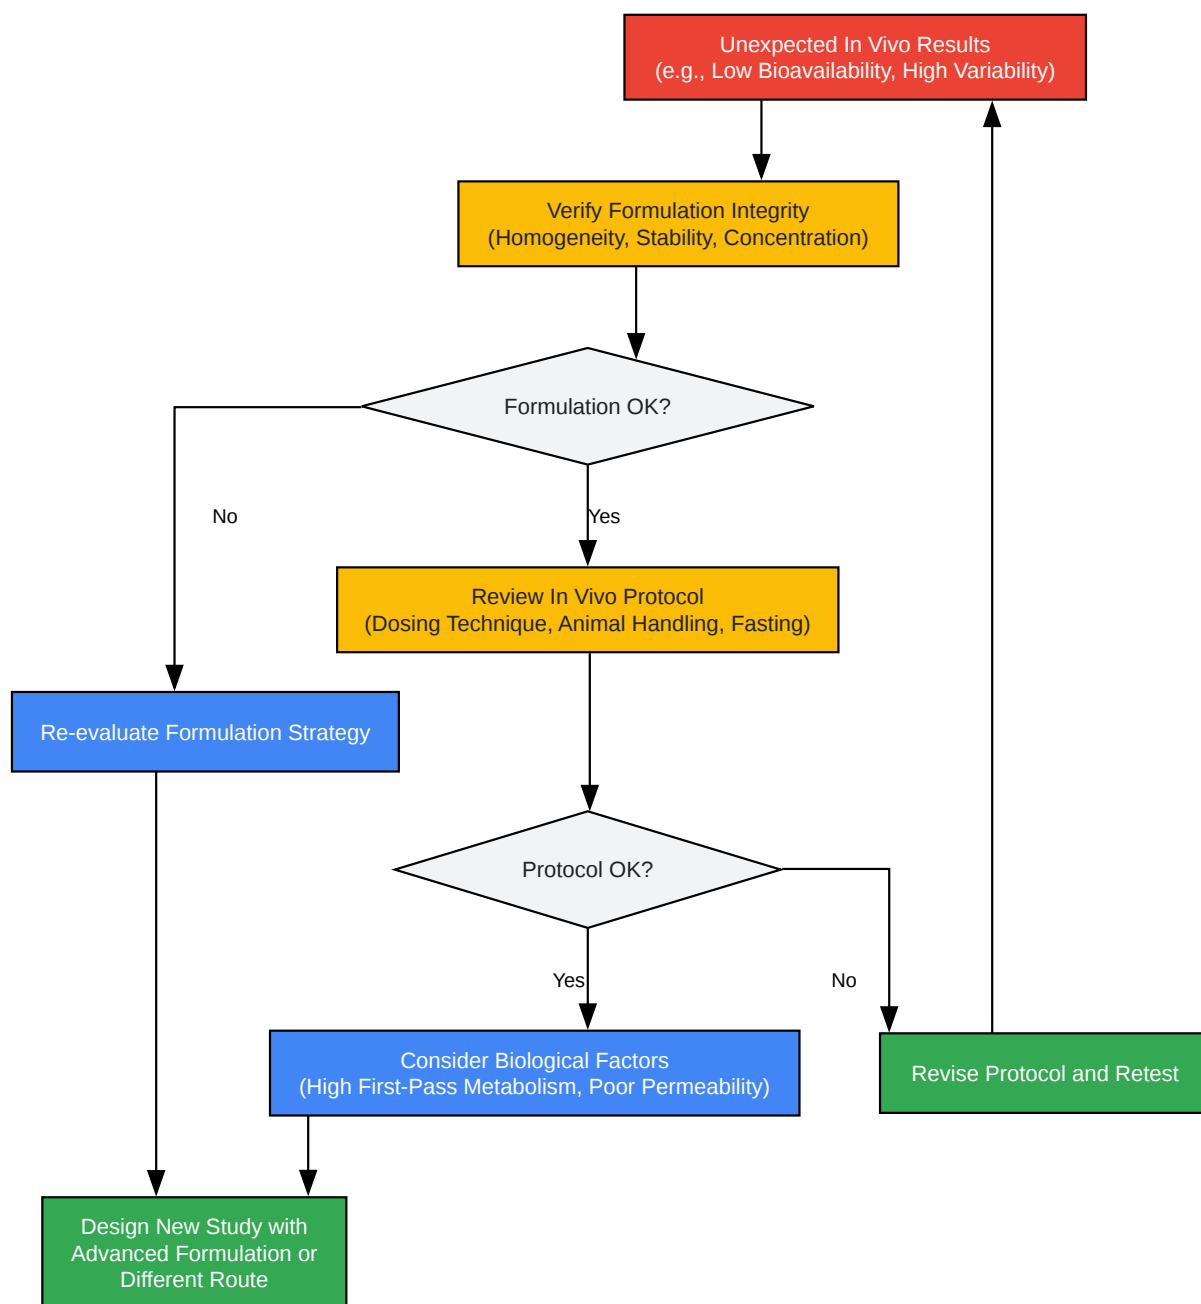 Unexpected In Vivo Results
(e.g., Low Bioavailability, High Variability)
Verify Formulation Integrity
(Homogeneity, Stability, Concentration)
Formulation OK?
No
Yes
Review In Vivo Protocol
(Dosing Technique, Animal Handling, Fasting)
Re-evaluate Formulation Strategy
Protocol OK?
Yes
No
Consider Biological Factors
(High First-Pass Metabolism, Poor Permeability)
Revise Protocol and Retest
Design New Study with
Advanced Formulation or
Different Route